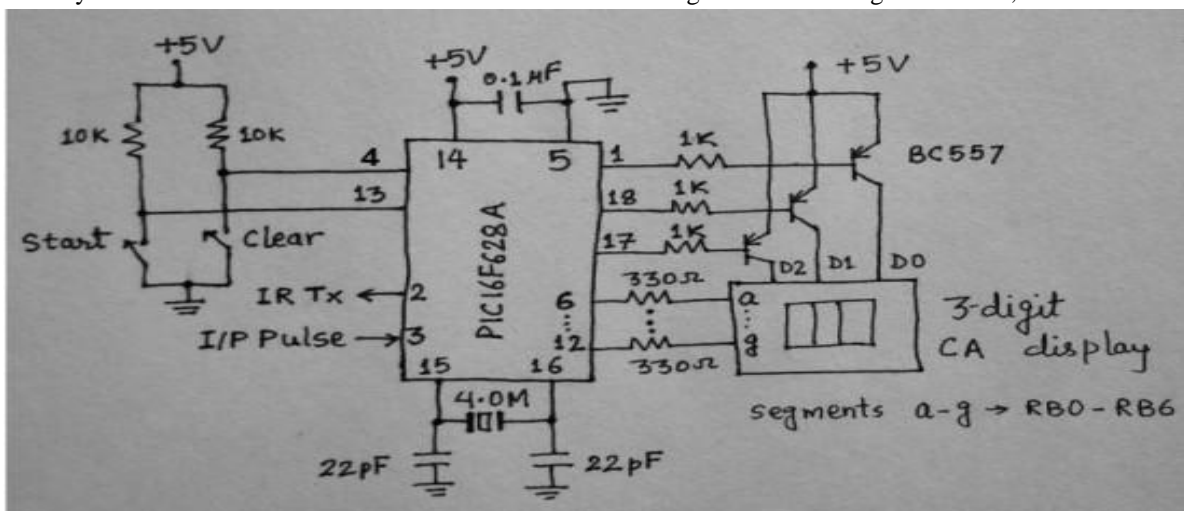 +5V
+5V
0.1µF
+5V
10K
10K
4
14
5
1
1K
BC557
13
18
1K
Start
Clear
17
1K
D2
D1
D0
PIC16F628A
IR Tx
2
6
330Ω
a
3-digit
I/P Pulse
3
12
330Ω
g
CA display
15
16
4.0M
segments a-g → RB0 - RB6
22pF
22pF